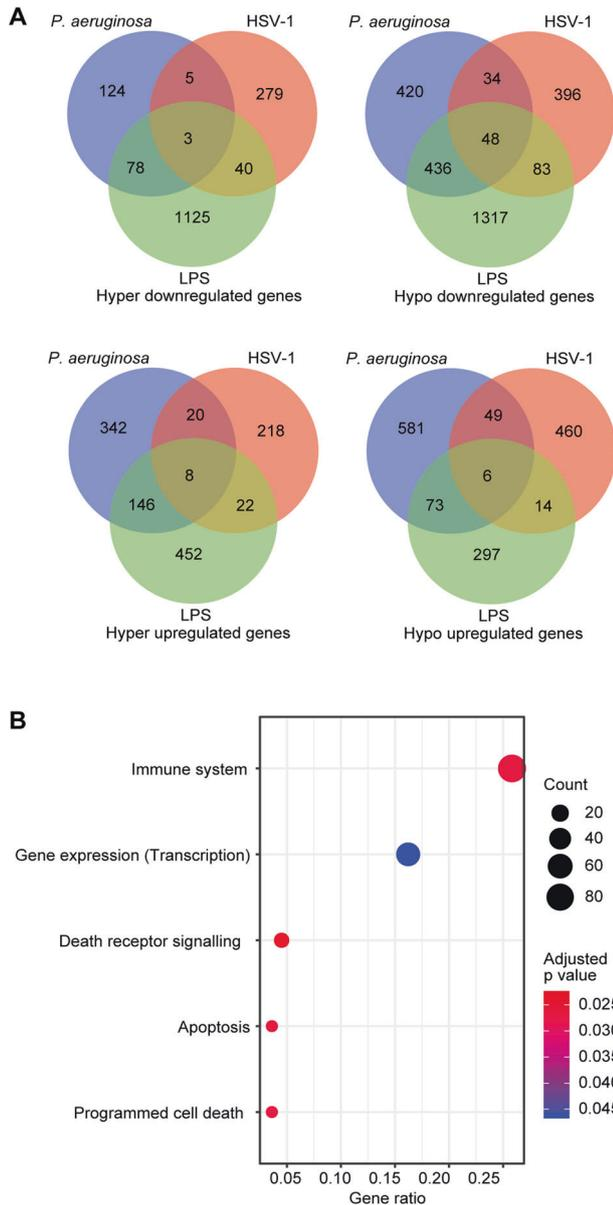 A
P. aeruginosa
HSV-1
P. aeruginosa
HSV-1
124
5
279
420
34
396
3
48
78
40
436
83
1125
1317
LPS
Hyper downregulated genes
LPS
Hypo downregulated genes
P. aeruginosa
HSV-1
P. aeruginosa
HSV-1
342
20
218
581
49
460
8
6
146
22
73
14
452
297
LPS
Hyper upregulated genes
LPS
Hypo upregulated genes
B
Immune system
Gene expression (Transcription)
Death receptor signalling
Apoptosis
Programmed cell death
0.05 0.10 0.15 0.20 0.25
Gene ratio
Count
20
40
60
80
Adjusted
p value
0.025
0.030
0.035
0.040
0.045